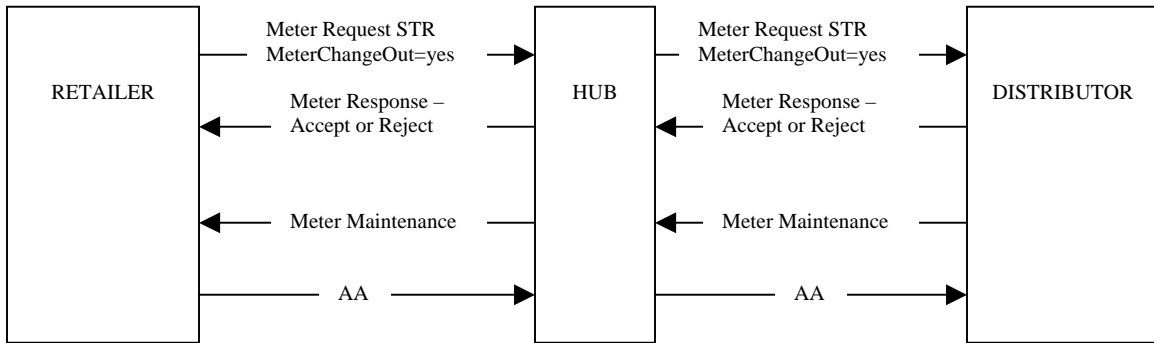 Meter Request STR
MeterChangeOut=yes
Meter Request STR
MeterChangeOut=yes
RETAILER
HUB
DISTRIBUTOR
Meter Response –
Accept or Reject
Meter Response –
Accept or Reject
Meter Maintenance
Meter Maintenance
AA
AA